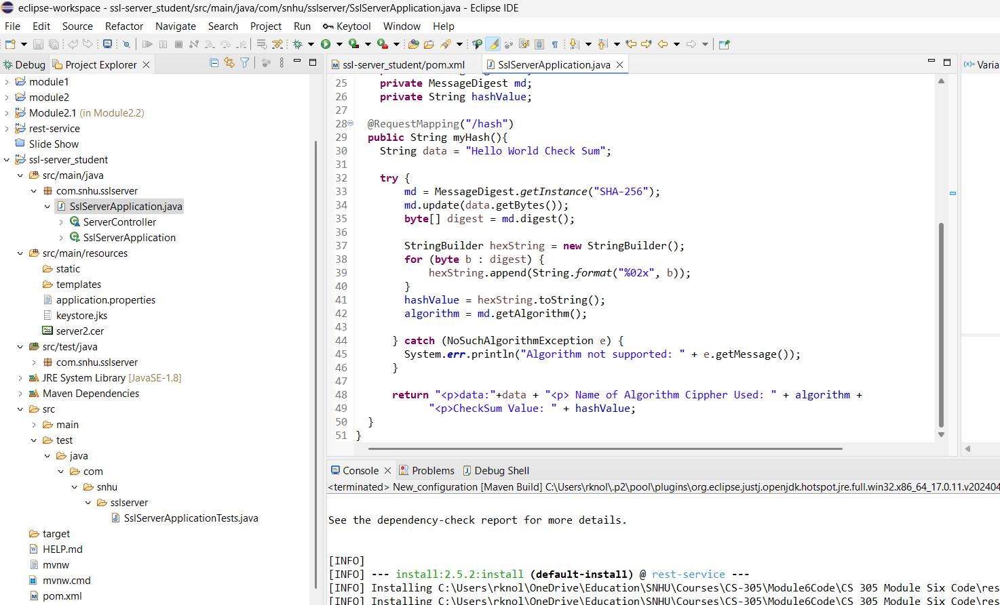 eclipse-workspace - ssl-server_student/src/main/java/com/snhu/sslserver/SslServerApplication.java - Eclipse IDE
File Edit Source Refactor Navigate Search Project Run Keytool Window Help
Debug Project Explorer
module1
module2
Module2.1 (in Module2.2)
rest-service
Slide Show
ssl-server_student
src/main/java
com.snhu.sslserver
SslServerApplication.java
ServerController
SslServerApplication
src/main/resources
static
templates
application.properties
keystore.jks
server2.cer
src/test/java
com.snhu.sslserver
JRE System Library [JavaSE-1.8]
Maven Dependencies
src
main
test
java
com
snhu
sslserver
SslServerApplicationTests.java
target
HELP.md
mvnw
mvnw.cmd
pom.xml
ssl-server_student/pom.xml SslServerApplication.java
25 private MessageDigest md;
26 private String hashValue;
27
28 @RequestMapping("/hash")
29 public String myHash(){
30 String data = "Hello World Check Sum";
31
32 try {
33 md = MessageDigest.getInstance("SHA-256");
34 md.update(data.getBytes());
35 byte[] digest = md.digest();
36
37 StringBuilder hexString = new StringBuilder();
38 for (byte b : digest) {
39 hexString.append(String.format("%02x", b));
40 }
41 hashValue = hexString.toString();
42 algorithm = md.getAlgorithm();
43
44 } catch (NoSuchAlgorithmException e) {
45 System.err.println("Algorithm not supported: " + e.getMessage());
46 }
47
48 return "<p>data:"+data + "<p> Name of Algorithm Cippher Used: " + algorithm +
49 "<p>CheckSum Value: " + hashValue;
50 }
51 }
(x)= Varia
Console Problems Debug Shell
<terminated> New_configuration [Maven Build] C:\Users\rknol\.p2\pool\plugins\org.eclipse.justj.openjdk.hotspot.jre.full.win32.x86_64_17.0.11.v202404
See the dependency-check report for more details.
[INFO]
[INFO] --- install:2.5.2:install (default-install) @ rest-service ---
[INFO] Installing C:\Users\rknol\OneDrive\Education\SNHU\Courses\CS-305\Module6Code\CS 305 Module Six Code\res
[INFO] Installing C:\Users\rknol\OneDrive\Education\SNHU\Courses\CS-305\Module6Code\CS 305 Module Six Code\res